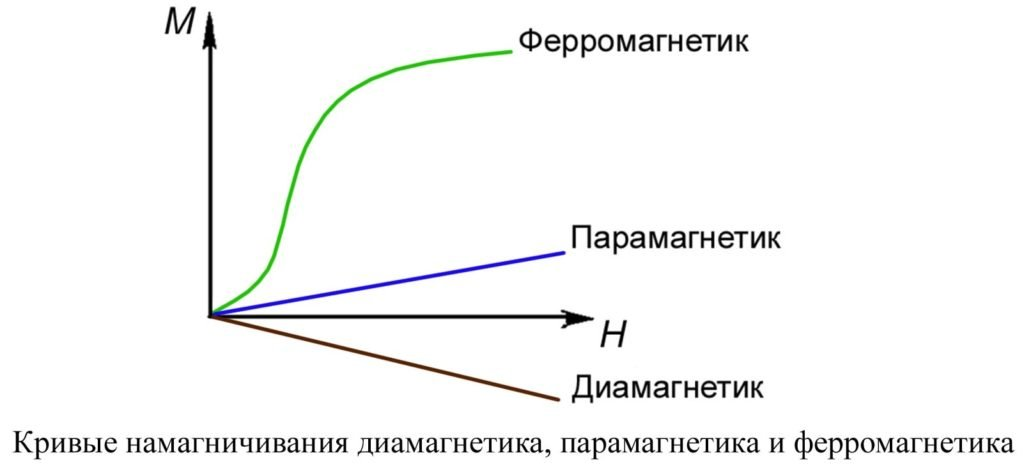 M
Ферромагнетик
Парамагнетик
H
Диамагнетик
Кривые намагничивания диамагнетика, парамагнетика и ферромагнетика